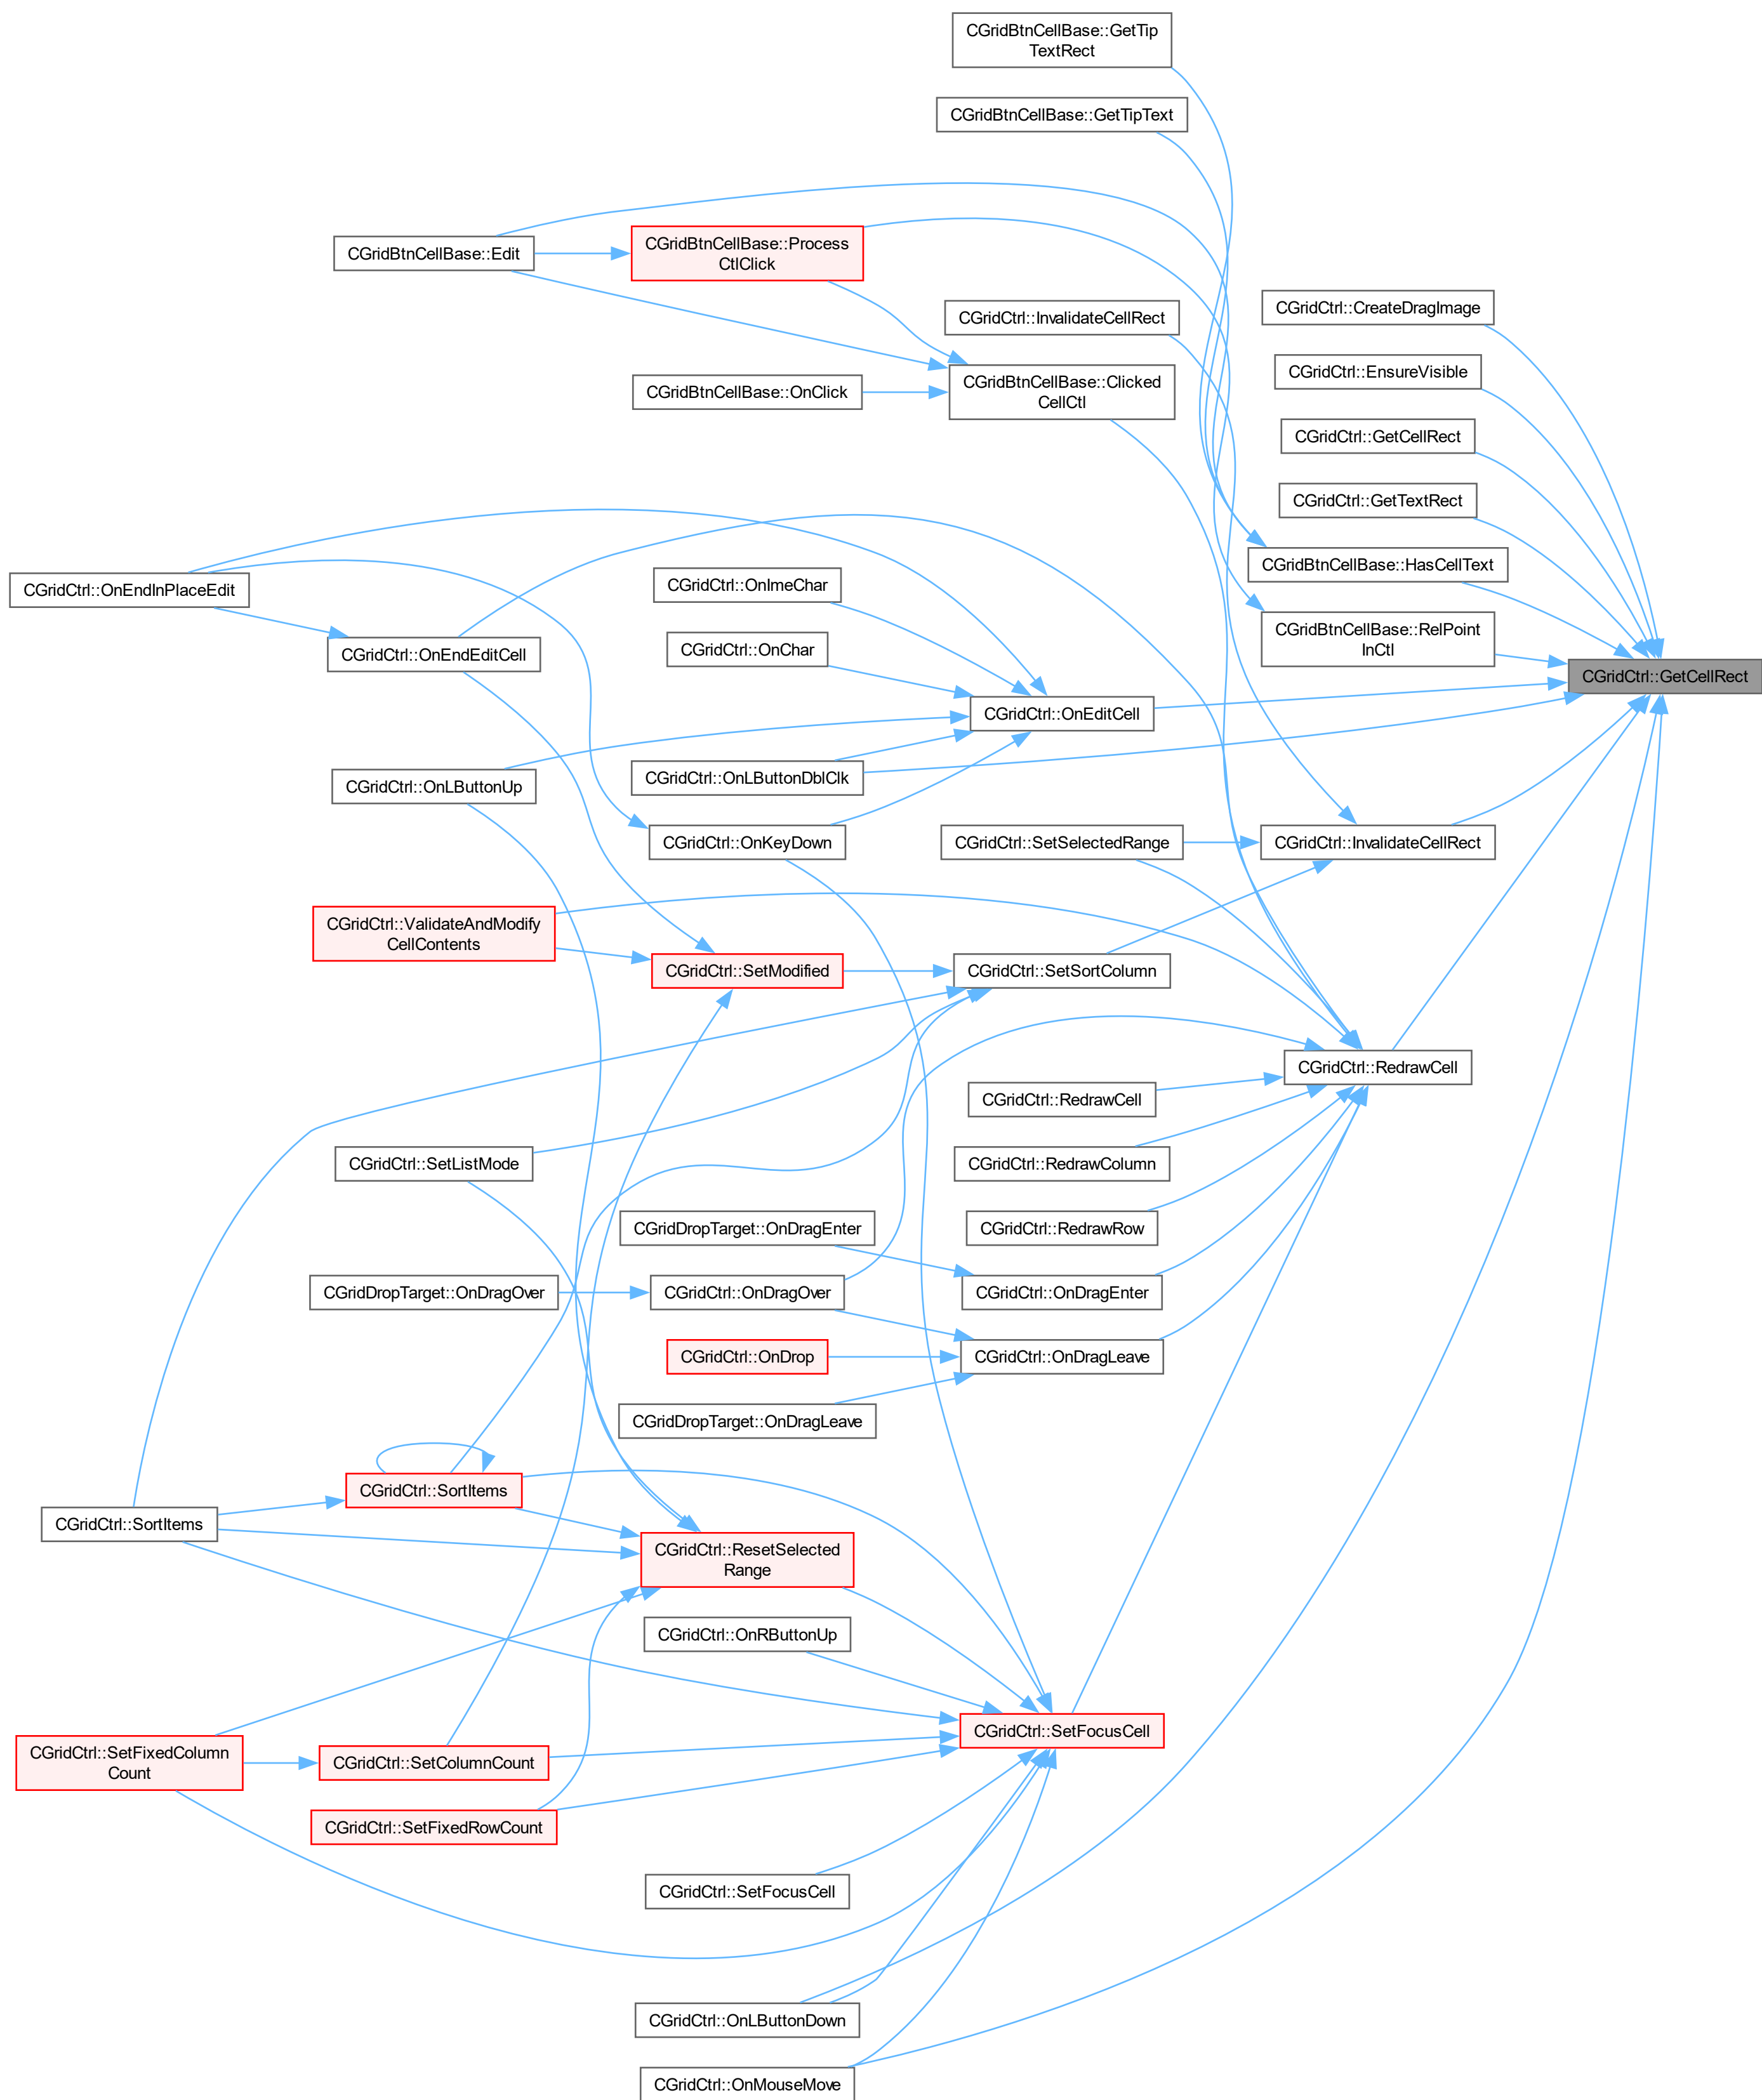 CGridBtnCellBase::GetTip
TextRect
CGridBtnCellBase::GetTipText
CGridBtnCellBase::Edit
CGridBtnCellBase::Process
CtlClick
CGridCtrl::InvalidateCellRect
CGridCtrl::CreateDragImage
CGridBtnCellBase::OnClick
CGridBtnCellBase::Clicked
CellCtl
CGridCtrl::EnsureVisible
CGridCtrl::GetCellRect
CGridCtrl::GetTextRect
CGridBtnCellBase::HasCellText
CGridCtrl::OnEndInPlaceEdit
CGridCtrl::OnImeChar
CGridCtrl::OnEndEditCell
CGridCtrl::OnChar
CGridBtnCellBase::RelPoint
InCtl
CGridCtrl::GetCellRect
CGridCtrl::OnEditCell
CGridCtrl::OnLButtonUp
CGridCtrl::OnLButtonDblClk
CGridCtrl::OnKeyDown
CGridCtrl::SetSelectedRange
CGridCtrl::InvalidateCellRect
CGridCtrl::ValidateAndModify
CellContents
CGridCtrl::SetModified
CGridCtrl::SetSortColumn
CGridCtrl::RedrawCell
CGridCtrl::RedrawCell
CGridCtrl::SetListMode
CGridCtrl::RedrawColumn
CGridDropTarget::OnDragEnter
CGridCtrl::RedrawRow
CGridDropTarget::OnDragOver
CGridCtrl::OnDragOver
CGridCtrl::OnDragEnter
CGridCtrl::OnDrop
CGridCtrl::OnDragLeave
CGridDropTarget::OnDragLeave
CGridCtrl::SortItems
CGridCtrl::SortItems
CGridCtrl::ResetSelected
Range
CGridCtrl::OnRButtonUp
CGridCtrl::SetFocusCell
CGridCtrl::SetFixedColumn
Count
CGridCtrl::SetColumnCount
CGridCtrl::SetFixedRowCount
CGridCtrl::SetFocusCell
CGridCtrl::OnLButtonDown
CGridCtrl::OnMouseMove